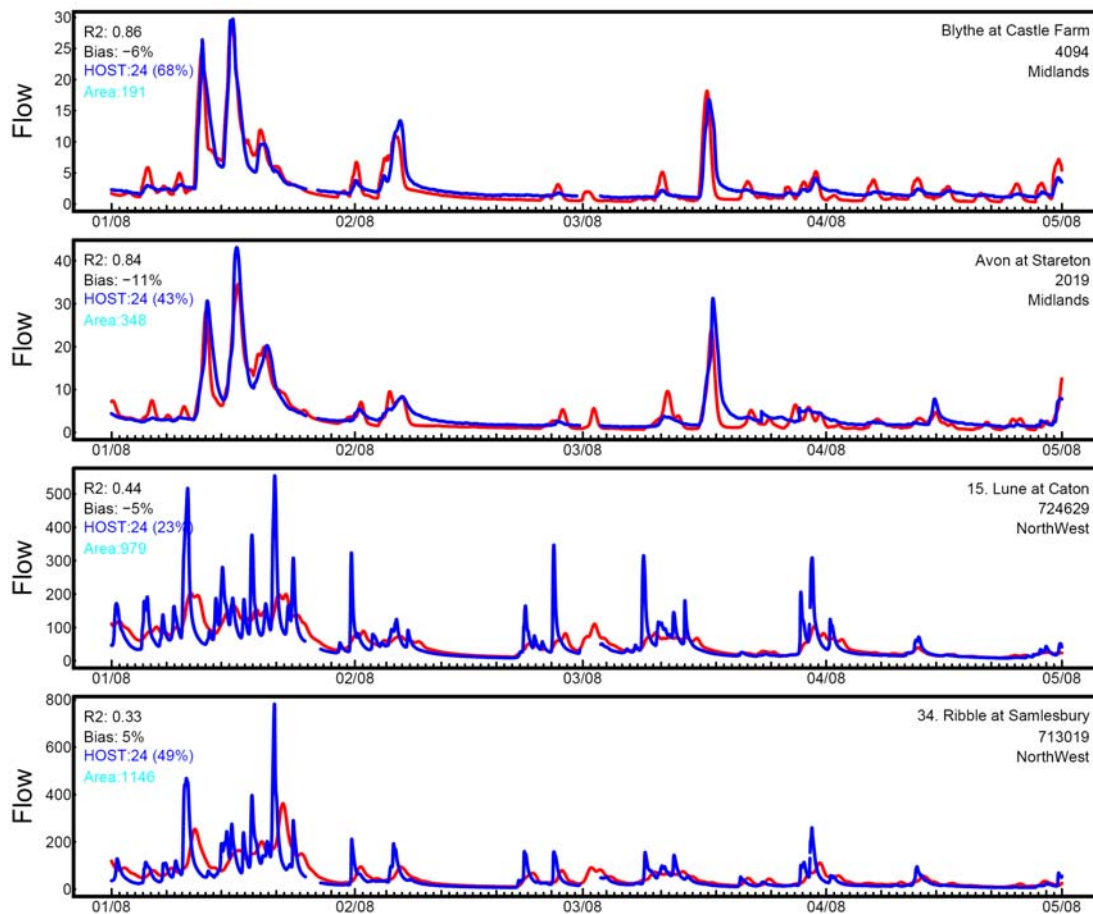 R2: 0.86
Bias: −6%
HOST:24 (68%)
Area:191
Blythe at Castle Farm
4094
Midlands
Flow
30
25
20
15
10
5
0
01/08
02/08
03/08
04/08
05/08
R2: 0.84
Bias: −11%
HOST:24 (43%)
Area:348
Avon at Stareton
2019
Midlands
Flow
40
30
20
10
0
01/08
02/08
03/08
04/08
05/08
R2: 0.44
Bias: −5%
HOST:24 (23%)
Area:979
15. Lune at Caton
724629
NorthWest
Flow
500
400
300
200
100
0
01/08
02/08
03/08
04/08
05/08
R2: 0.33
Bias: 5%
HOST:24 (49%)
Area:1146
34. Ribble at Samlesbury
713019
NorthWest
Flow
800
600
400
200
0
01/08
02/08
03/08
04/08
05/08